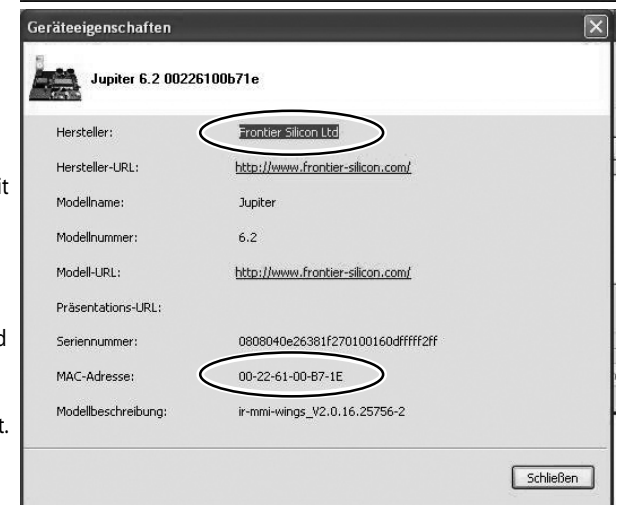 Geräteeigenschaften
Jupiter 6.2 00226100b71e
Hersteller: Frontier Silicon Ltd
Hersteller-URL: http://www.frontier-silicon.com/
it
Modellname: Jupiter
Modellnummer: 6.2
Modell-URL: http://www.frontier-silicon.com/
Präsentations-URL:
d
Seriennummer: 0808040e26381f270100160dfffff2ff
MAC-Adresse: 00-22-61-00-B7-1E
Modellbeschreibung: ir-mmi-wings_V2.0.16.25756-2
t.
Schließen